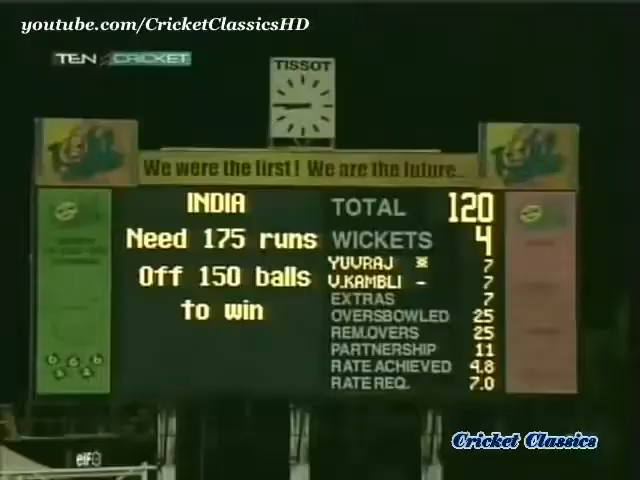 youtube.com/CricketClassicsHD
TEN CRICKET
TISSOT
We were the first! We are the future..
INDIA
Need 175 runs
Off 150 balls
to win
TOTAL 120
WICKETS 4
YUVRAJ * 7
V.KAMBLI - 7
EXTRAS 7
OVERSBOWLED 25
REM.OVERS 25
PARTNERSHIP 11
RATE ACHIEVED 4.8
RATE REQ. 7.0
Cricket Classics
elf